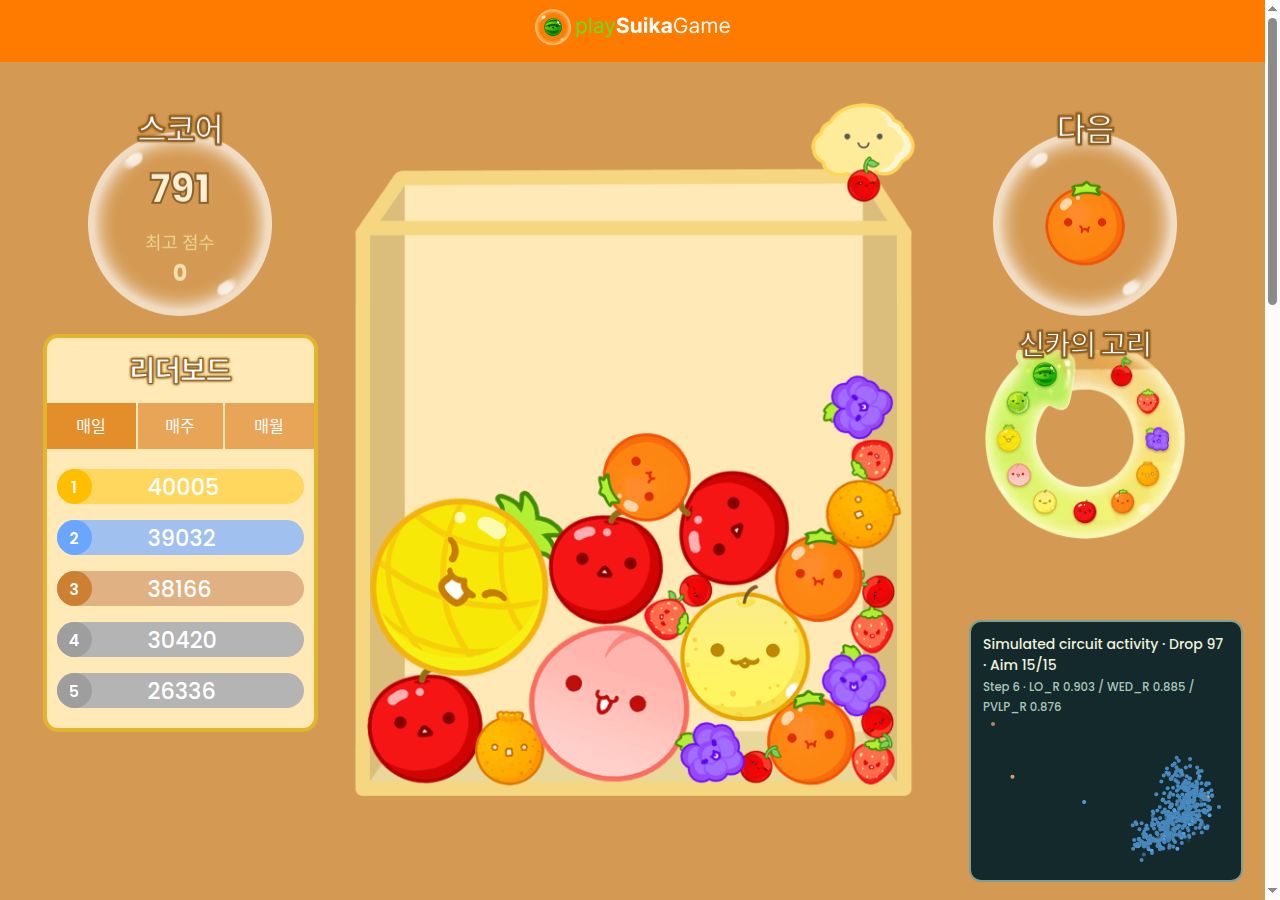 playSuikaGame
스코어
791
최고 점수
0
다음
리더보드
매일 매주 매월
1 40005
2 39032
3 38166
4 30420
5 26336
신카의 고리
Simulated circuit activity · Drop 97
· Aim 15/15
Step 6 · LO_R 0.903 / WED_R 0.885 /
PVLP_R 0.876